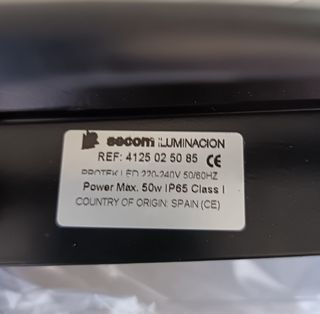 secom ILUMINACION
REF: 4125 02 50 85 CE
PROTEK LED 220-240V 50/60HZ
Power Max. 50w IP65 Class I
COUNTRY OF ORIGIN: SPAIN (CE)